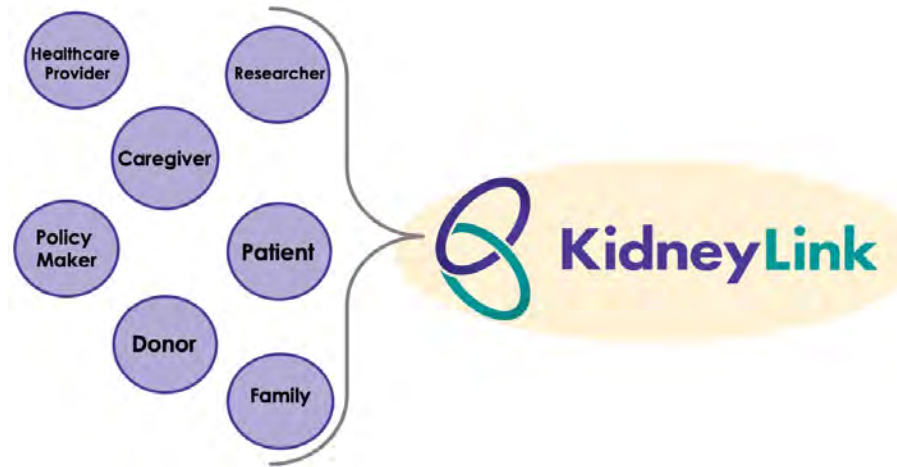 Healthcare
Provider
Researcher
Caregiver
Policy
Maker
Patient
Donor
Family
KidneyLink